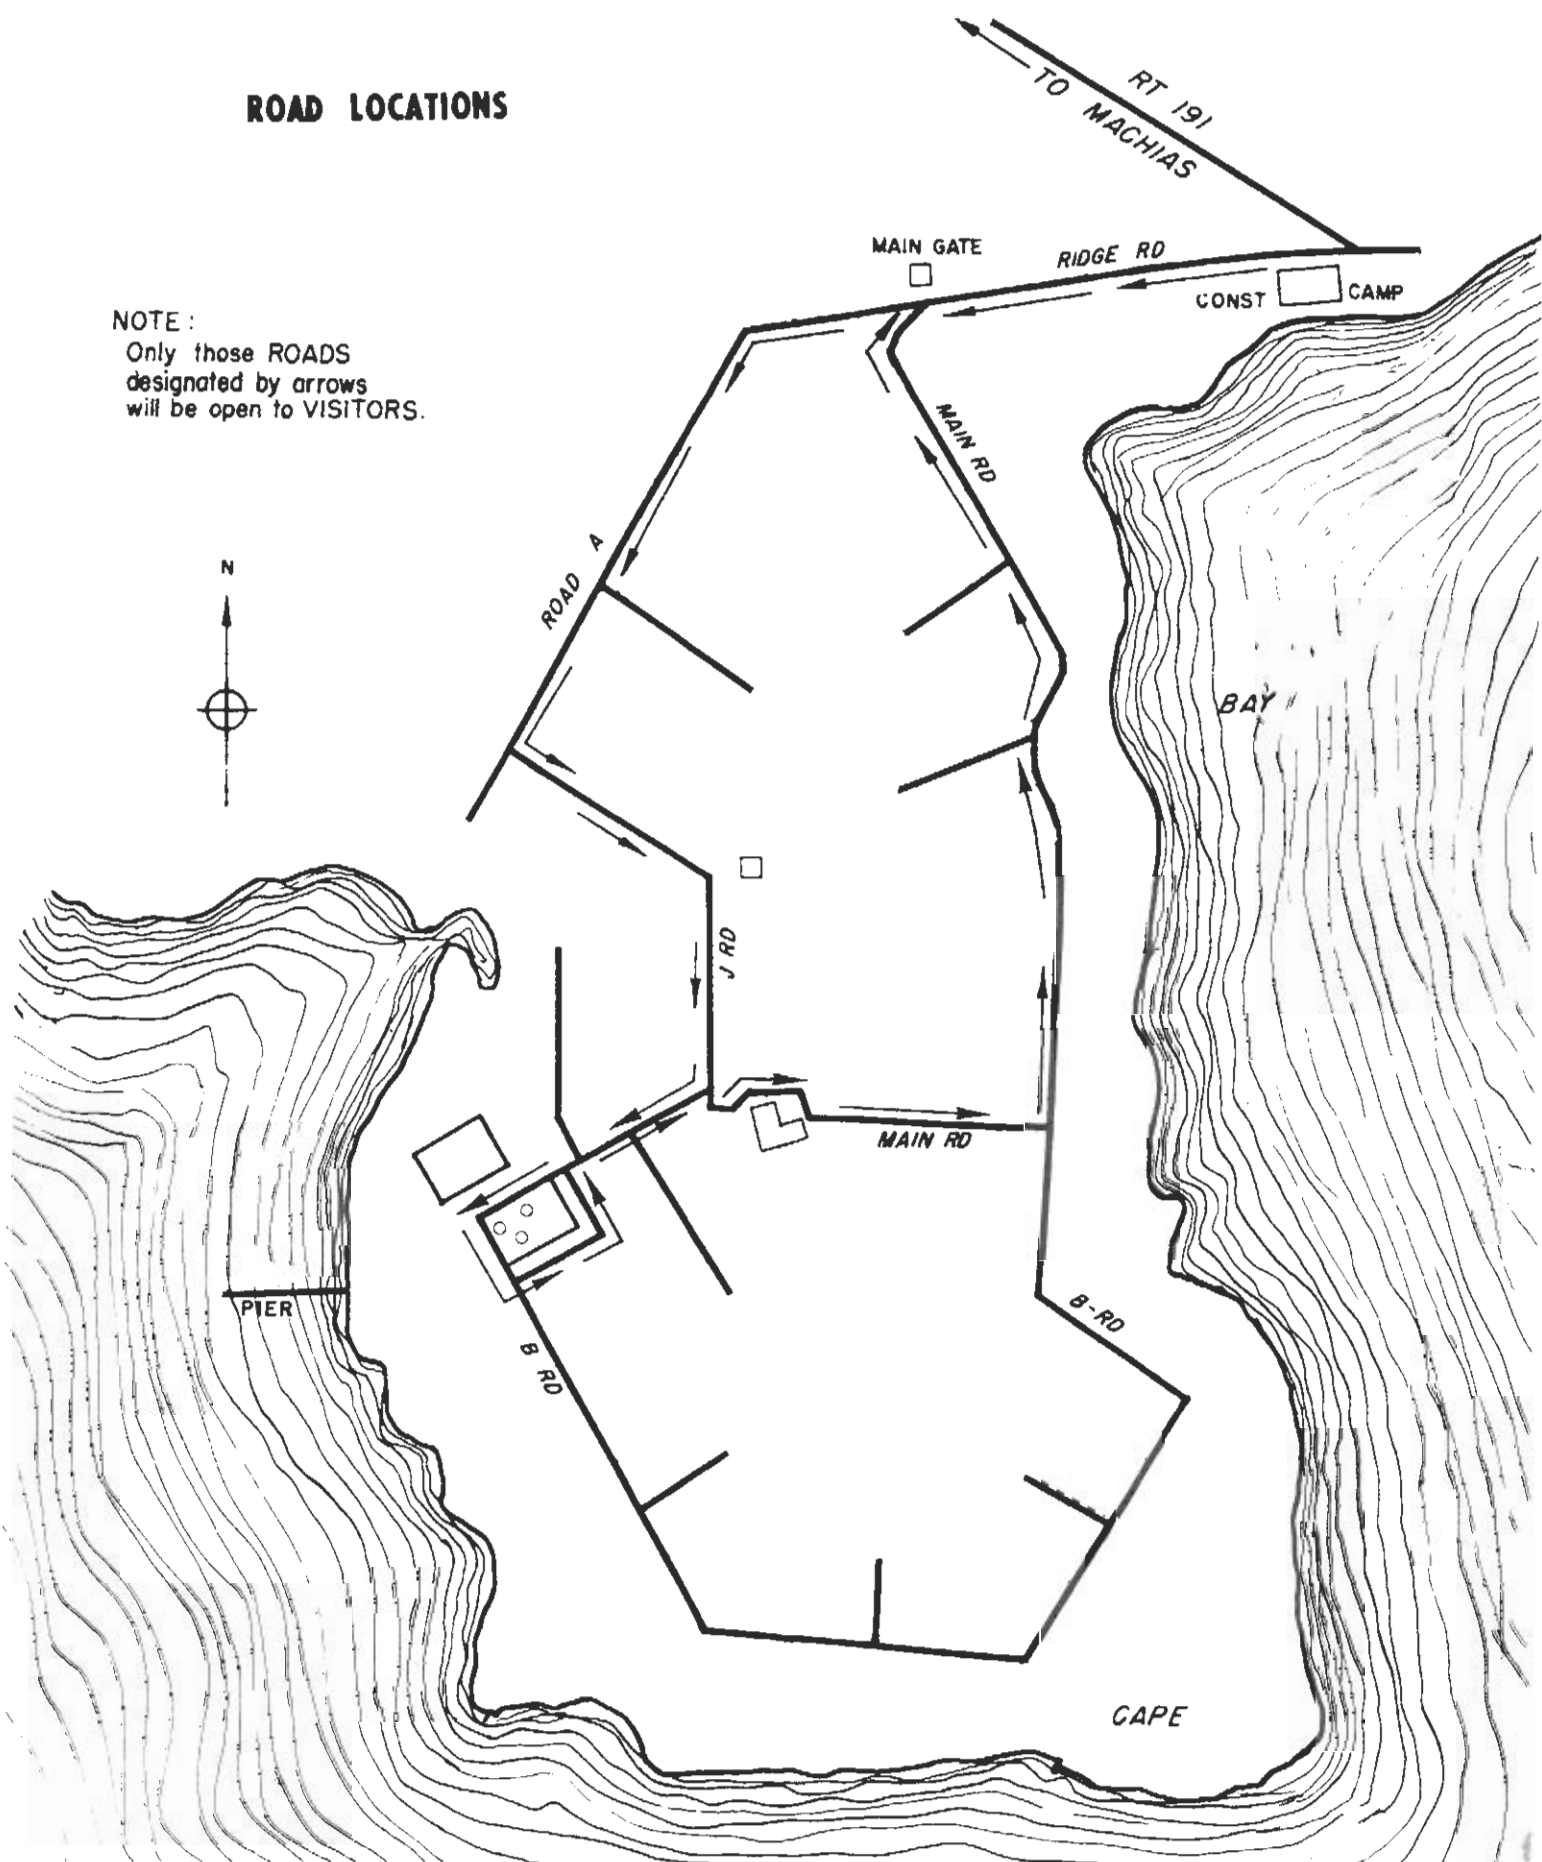 ROAD LOCATIONS
RT 191
TO MACHIAS
MAIN GATE
RIDGE RD
CONST CAMP
NOTE :
Only those ROADS
designated by arrows
will be open to VISITORS.
MAIN RD
ROAD A
N
BAY
J RD
MAIN RD
PIER
B-RD
B RD
CAPE